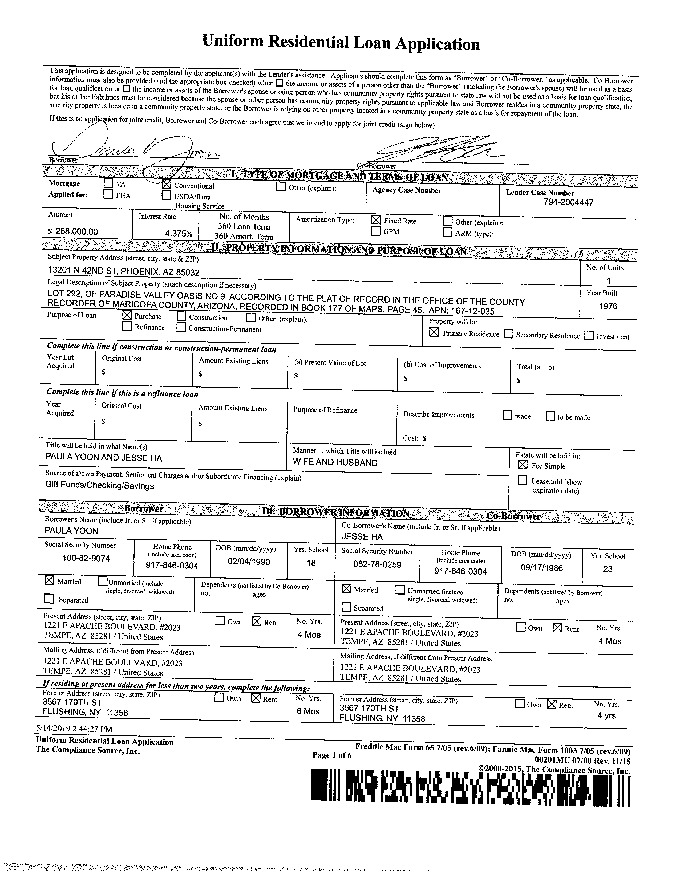 Uniform Residential Loan Application
This application is designed to be completed by the applicant(s) with the Lender's assistance. Applicants should complete this form as "Borrower" or "Co-Borrower," as applicable. Co-Borrower
information must also be provided (and the appropriate box checked) when the income or assets of a person other than the "Borrower" (including the Borrower's spouse) will be used as a basis
for loan qualification or the income or assets of the Borrower's spouse or other person who has community property rights pursuant to state law will not be used as a basis for loan qualification,
but his or her liabilities must be considered because the spouse or other person has community property rights pursuant to applicable law and Borrower resides in a community property state, the
security property is located in a community property state, or the Borrower is relying on other property located in a community property state as a basis for repayment of the loan.
If this is an application for joint credit, Borrower and Co-Borrower each agree that we intend to apply for joint credit (sign below)
Borrower
I. TYPE OF MORTGAGE AND TERMS OF LOAN
Mortgage Applied for: VA Conventional Other (explain):
FHA USDA/Rural Housing Service
Agency Case Number
Lender Case Number
794-2004447
Amount
$ 268,000.00
Interest Rate
4.375%
No. of Months
360 Loan Term
360 Amort. Term
Amortization Type: Fixed Rate Other (explain):
GPM ARM (type):
II. PROPERTY INFORMATION AND PURPOSE OF LOAN
Subject Property Address (street, city, state & ZIP)
13201 N 42ND ST, PHOENIX, AZ 85032
No. of Units
1
Legal Description of Subject Property (attach description if necessary)
LOT 292, OF PARADISE VALLEY OASIS NO 9, ACCORDING TO THE PLAT OF RECORD IN THE OFFICE OF THE COUNTY
RECORDER OF MARICOPA COUNTY, ARIZONA, RECORDED IN BOOK 177 OF MAPS, PAGE 45. APN: 167-12-035
Year Built
1976
Purpose of Loan Purchase Construction Other (explain):
Refinance Construction-Permanent
Property will be:
Primary Residence Secondary Residence Investment
Complete this line if construction or construction-permanent loan
Year Lot Acquired
Original Cost
$
Amount Existing Liens
$
(a) Present Value of Lot
$
(b) Cost of Improvements
$
Total (a + b)
$
Complete this line if this is a refinance loan
Year Acquired
Original Cost
$
Amount Existing Liens
$
Purpose of Refinance
Describe Improvements made to be made
Cost: $
Title will be held in what Name(s)
PAULA YOON AND JESSE HA
Manner in which Title will be held
WIFE AND HUSBAND
Estate will be held in:
Fee Simple
Leasehold (show expiration date)
Source of Down Payment, Settlement Charges and/or Subordinate Financing (explain)
Gift Funds/Checking/Savings
Borrower III. BORROWER INFORMATION Co-Borrower
Borrower's Name (include Jr. or Sr. if applicable)
PAULA YOON
Co-Borrower's Name (include Jr. or Sr. if applicable)
JESSE HA
Social Security Number
Home Phone (include area code)
917-846-0304
DOB (mm/dd/yyyy)
02/04/1990
Yrs. School
18
Social Security Number
082-78-0259
Home Phone (include area code)
917-846-0304
DOB (mm/dd/yyyy)
09/17/1986
Yrs. School
23
Married Unmarried (include single, divorced, widowed)
Separated
Dependents (not listed by Co-Borrower)
no. ages
Married Unmarried (include single, divorced, widowed)
Separated
Dependents (not listed by Borrower)
no. ages
Present Address (street, city, state, ZIP) Own Rent No. Yrs.
1221 E APACHE BOULEVARD, #2023
TEMPE, AZ 85281 / United States
4 Mos
Present Address (street, city, state, ZIP) Own Rent No. Yrs.
1221 E APACHE BOULEVARD, #2023
TEMPE, AZ 85281 / United States
4 Mos
Mailing Address, if different from Present Address
1221 E APACHE BOULEVARD, #2023
TEMPE, AZ 85281 / United States
Mailing Address, if different from Present Address
1221 E APACHE BOULEVARD, #2023
TEMPE, AZ 85281 / United States
If residing at present address for less than two years, complete the following:
Former Address (street, city, state, ZIP) Own Rent No. Yrs.
3567 170TH ST
FLUSHING, NY 11358
6 Mos
Former Address (street, city, state, ZIP) Own Rent No. Yrs.
3567 170TH ST
FLUSHING, NY 11358
4 yrs
5/14/2019 2:44:27 PM
Uniform Residential Loan Application
The Compliance Source, Inc.
Page 1 of 6
Freddie Mac Form 65 7/05 (rev.6/09); Fannie Mae Form 1003 7/05 (rev.6/09)
00201MU 07/00 Rev. 11/15
©2000-2015, The Compliance Source, Inc.